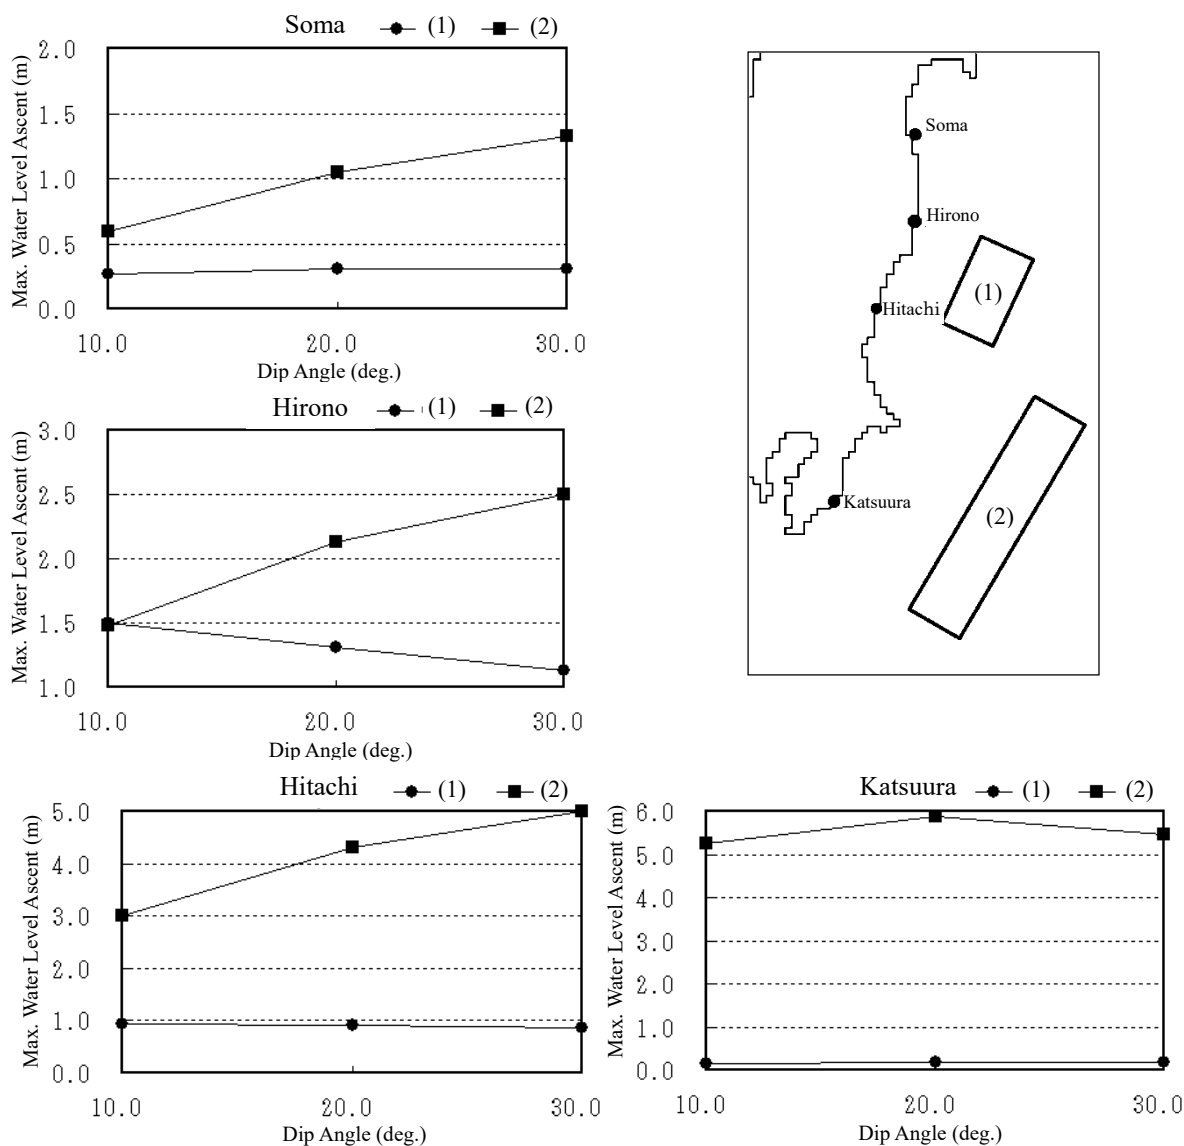 Soma (1) (2)
Max. Water Level Ascent (m)
2.0
1.5
1.0
0.5
0.0
10.0 20.0 30.0
Dip Angle (deg.)
Soma
Hirono
(1)
Hitachi
(2)
Katsuura
Hirono (1) (2)
Max. Water Level Ascent (m)
3.0
2.5
2.0
1.5
1.0
10.0 20.0 30.0
Dip Angle (deg.)
Hitachi (1) (2)
Max. Water Level Ascent (m)
5.0
4.0
3.0
2.0
1.0
0.0
10.0 20.0 30.0
Dip Angle (deg.)
Katsuura (1) (2)
Max. Water Level Ascent (m)
6.0
5.0
4.0
3.0
2.0
1.0
0.0
10.0 20.0 30.0
Dip Angle (deg.)